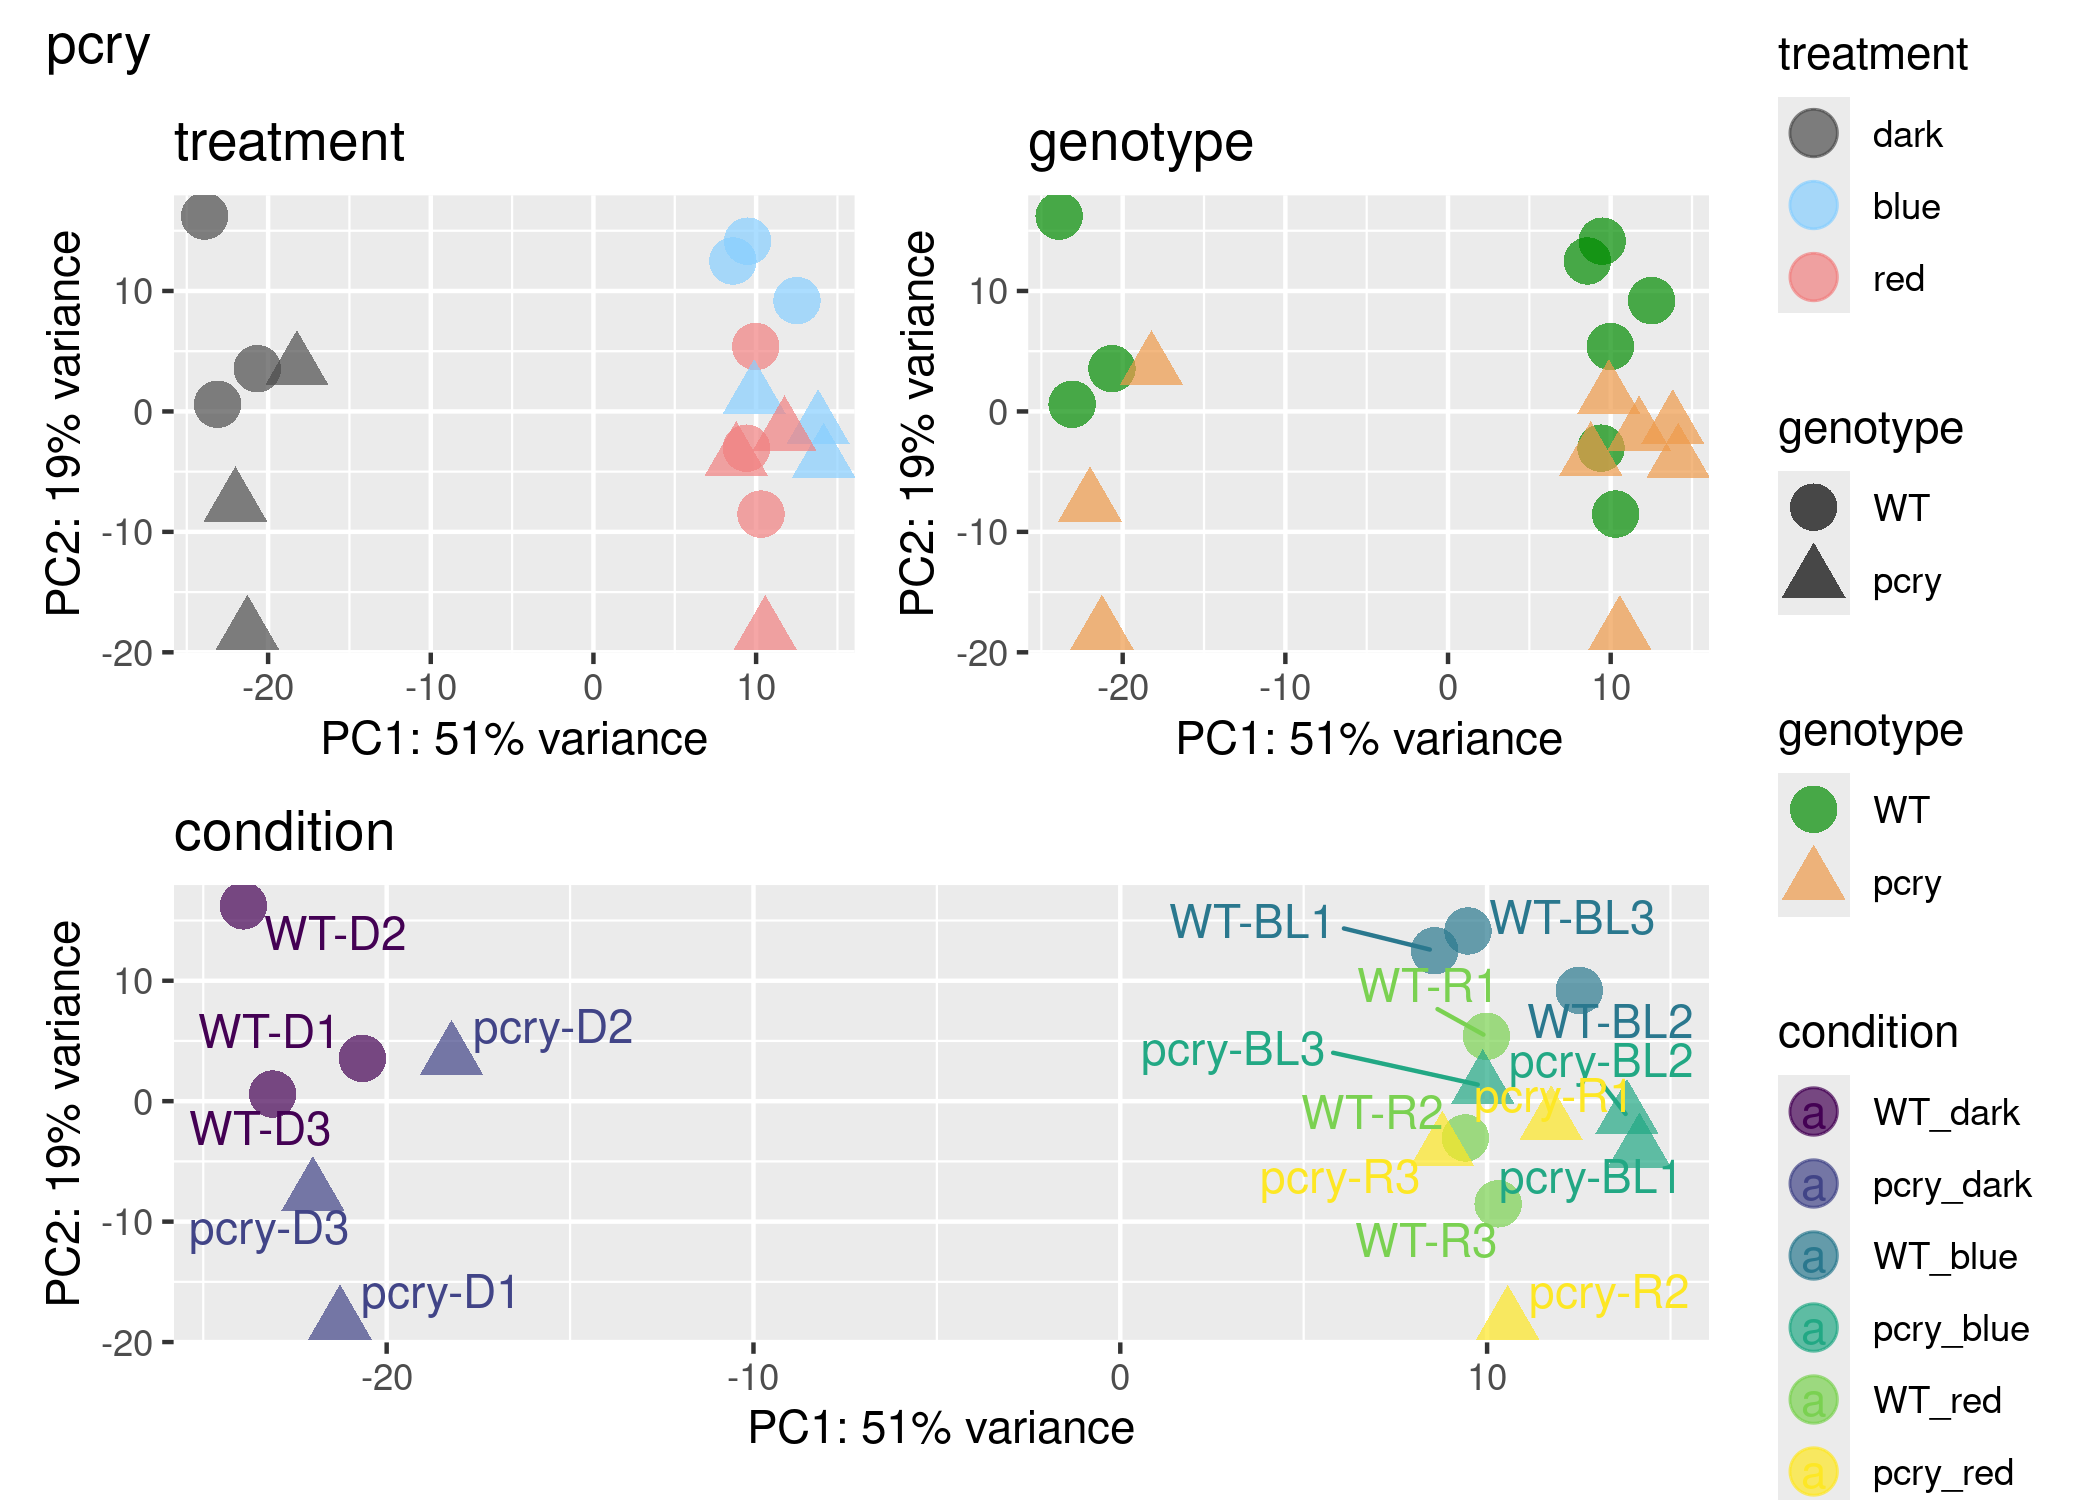 pcry
treatment
PC2: 19% variance
10
0
-10
-20
-20 -10 0 10
PC1: 51% variance
genotype
PC2: 19% variance
10
0
-10
-20
-20 -10 0 10
PC1: 51% variance
condition
PC2: 19% variance
10
0
-10
-20
WT-D2
WT-D1
pcry-D2
WT-D3
pcry-D3
pcry-D1
WT-BL1
WT-BL3
WT-R1
WT-BL2
pcry-BL3
pcry-BL2
pcry-R1
WT-R2
pcry-R3
pcry-BL1
WT-R3
pcry-R2
-20 -10 0 10
PC1: 51% variance
treatment
dark
blue
red
genotype
WT
pcry
genotype
WT
pcry
condition
a WT_dark
a pcry_dark
a WT_blue
a pcry_blue
a WT_red
a pcry_red